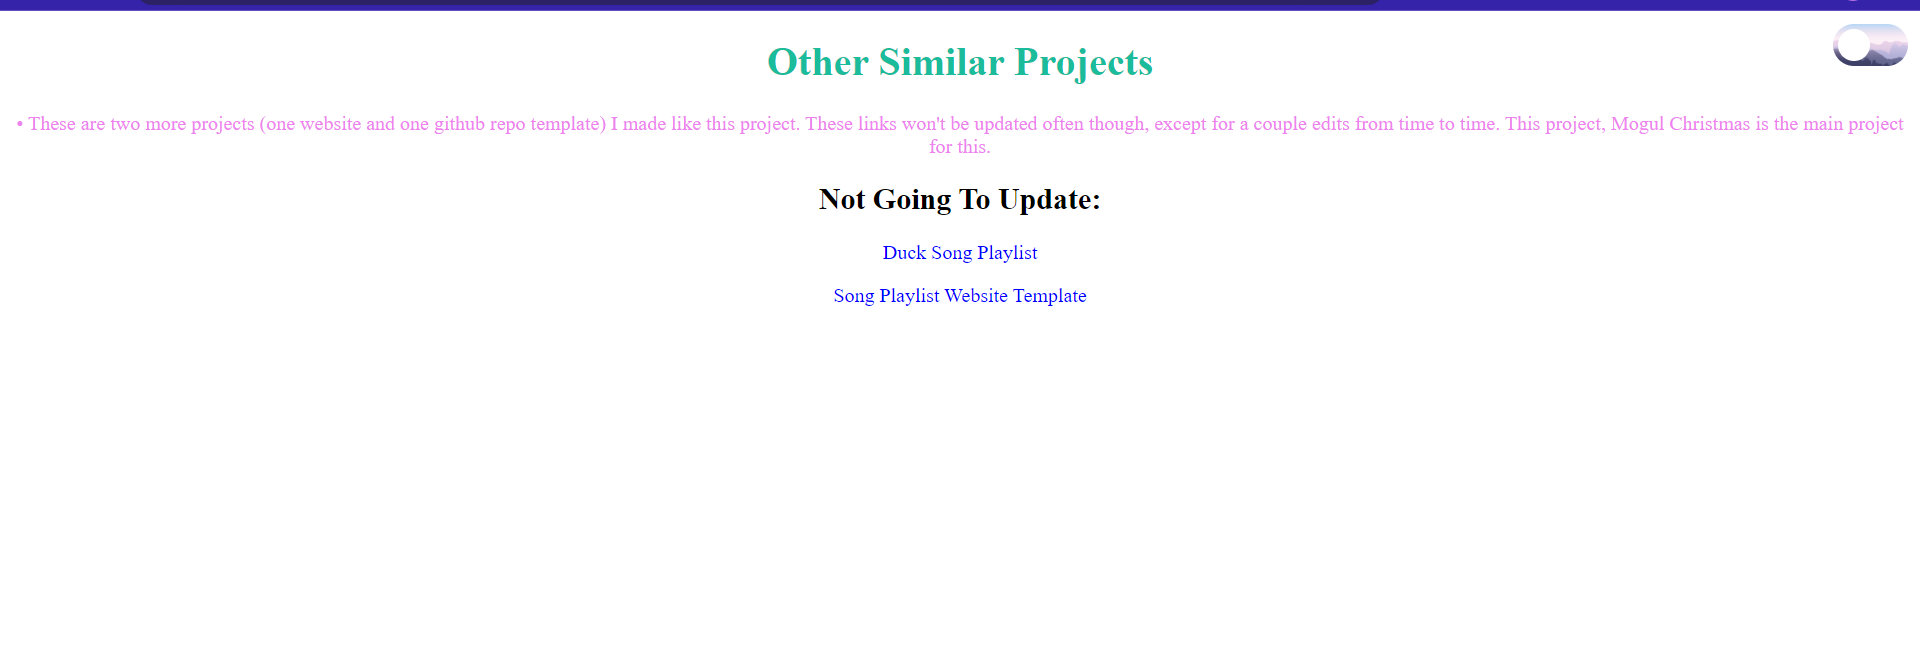 Other Similar Projects
• These are two more projects (one website and one github repo template) I made like this project. These links won't be updated often though, except for a couple edits from time to time. This project, Mogul Christmas is the main project
for this.
Not Going To Update:
Duck Song Playlist
Song Playlist Website Template